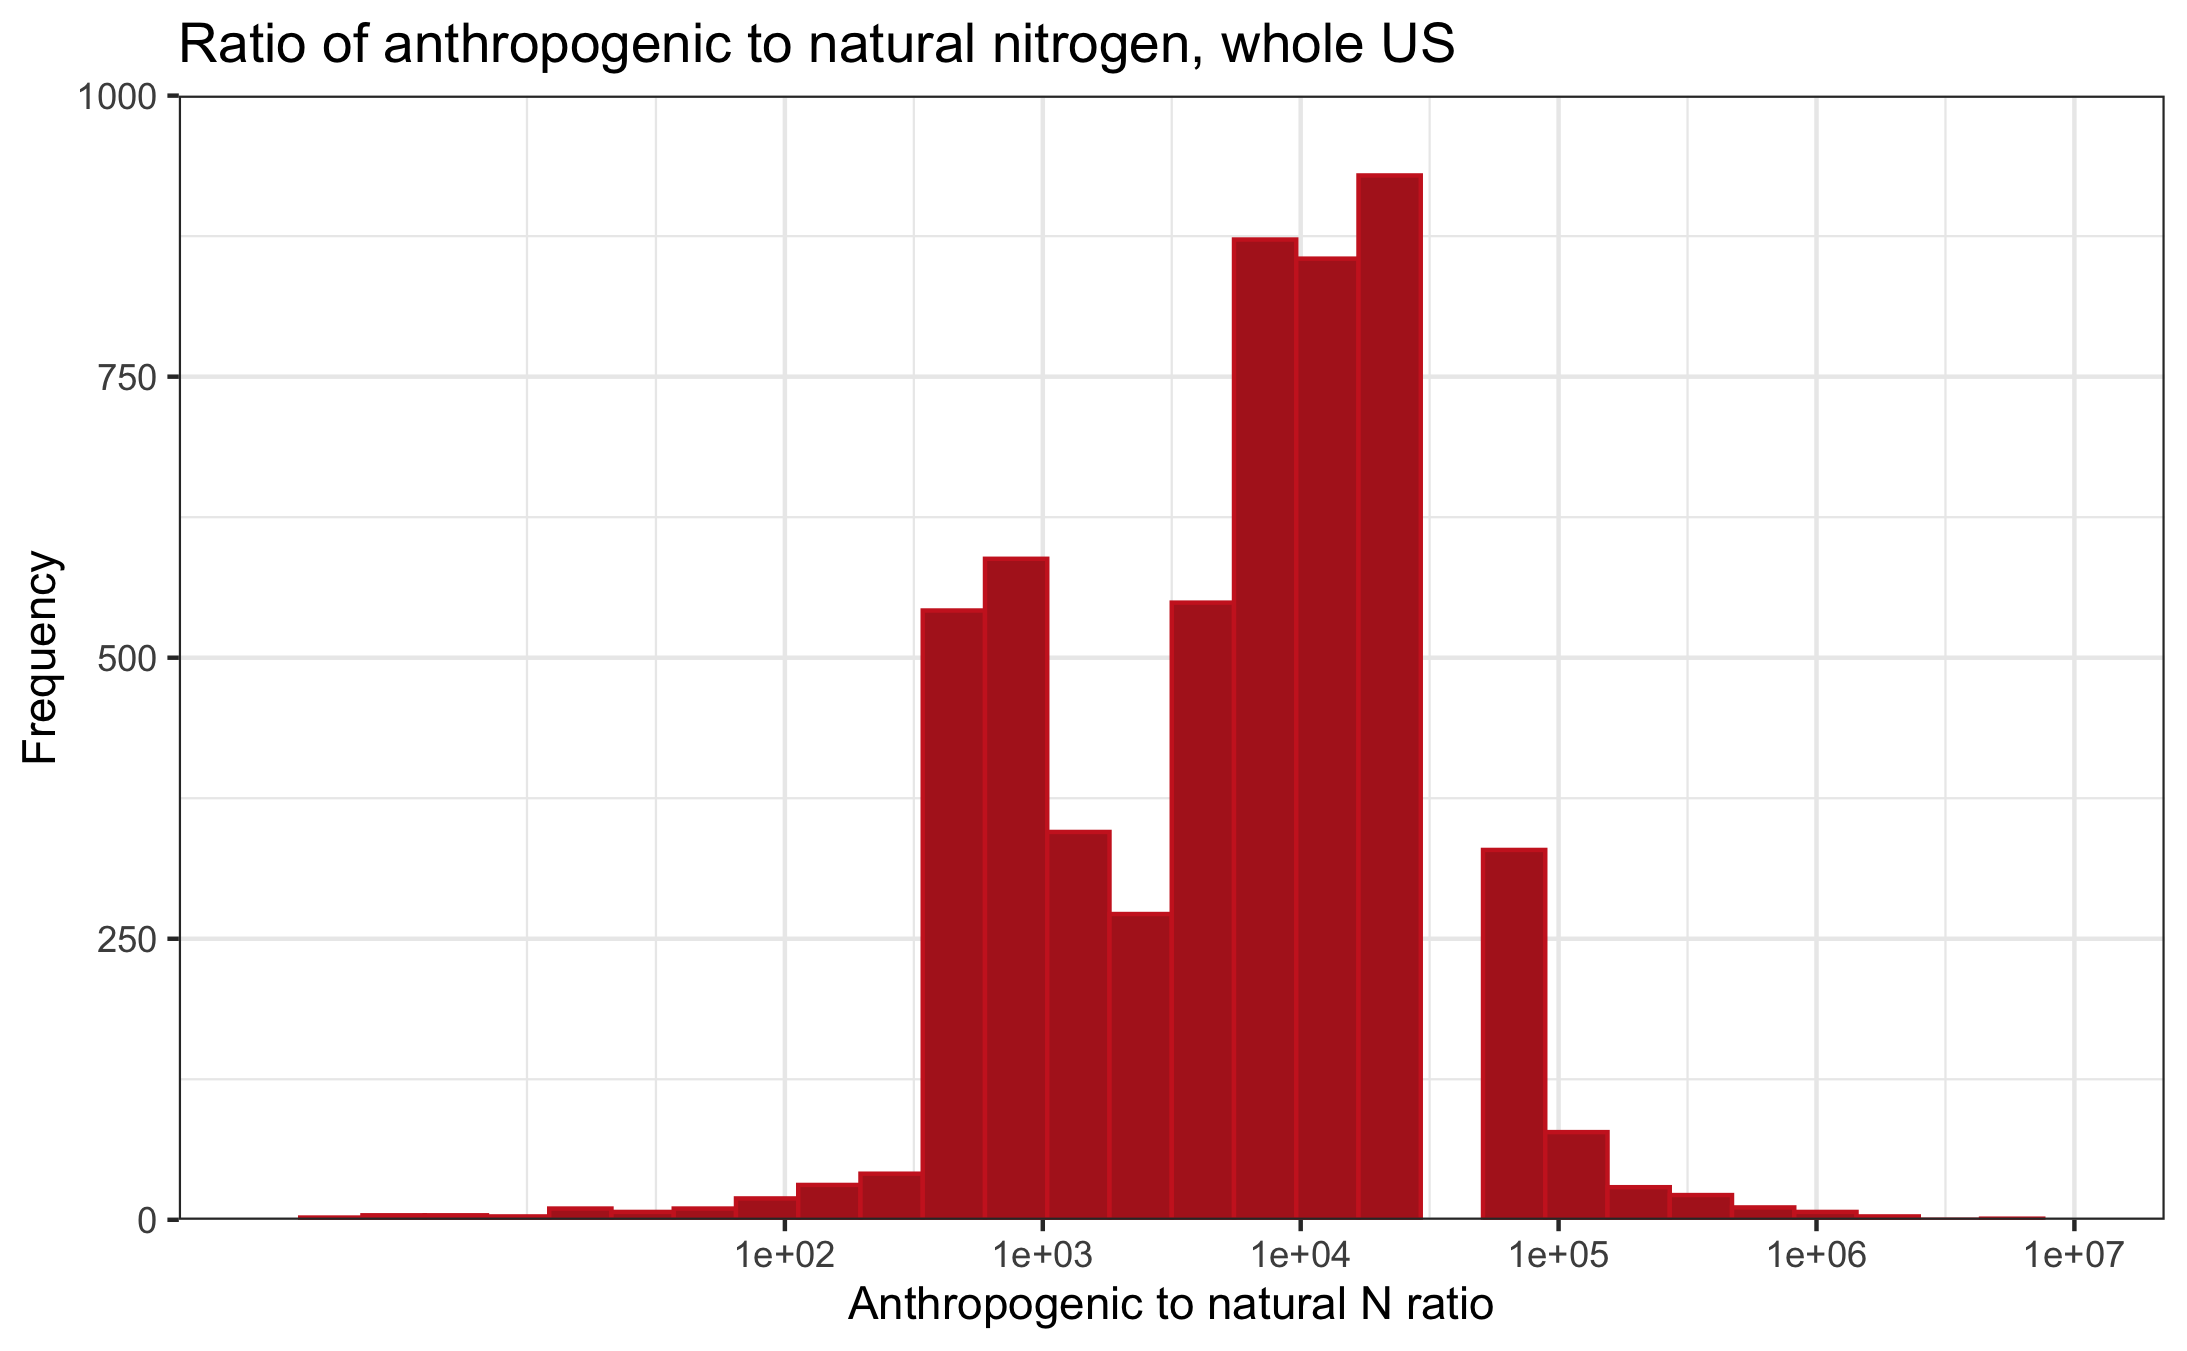 Ratio of anthropogenic to natural nitrogen, whole US
1000
750
500
250
0
Frequency
1e+02 1e+03 1e+04 1e+05 1e+06 1e+07
Anthropogenic to natural N ratio